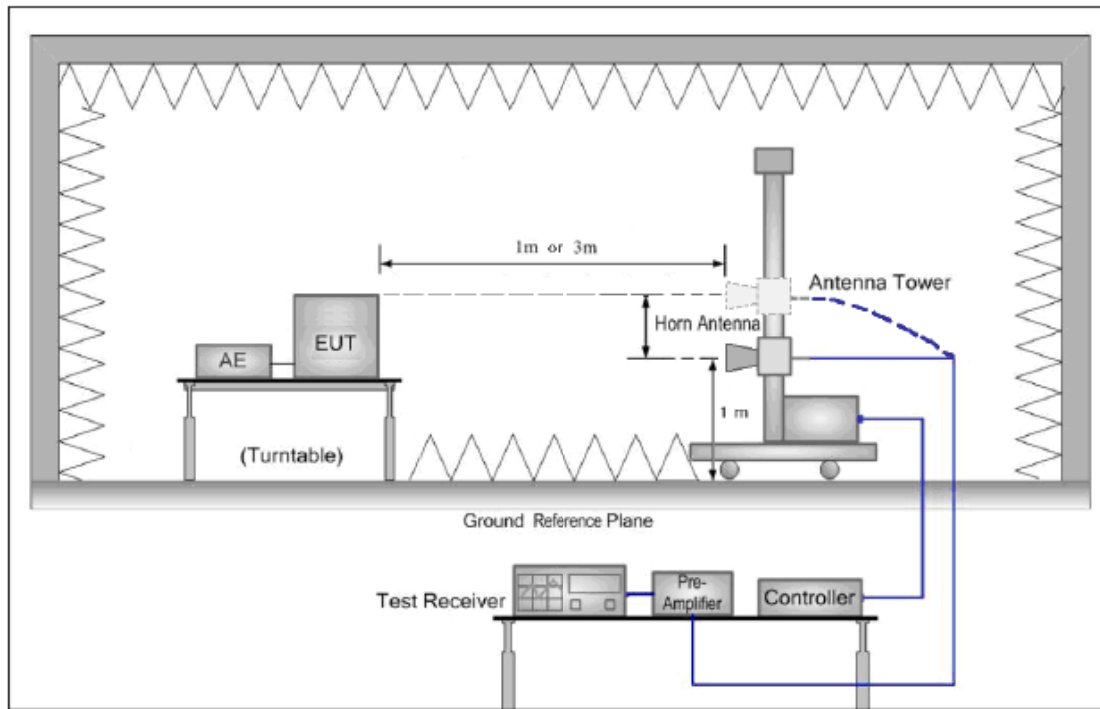 1m or 3m
Antenna Tower
Horn Antenna
EUT
AE
1 m
(Turntable)
Ground Reference Plane
Test Receiver
Pre-
Amplifier
Controller